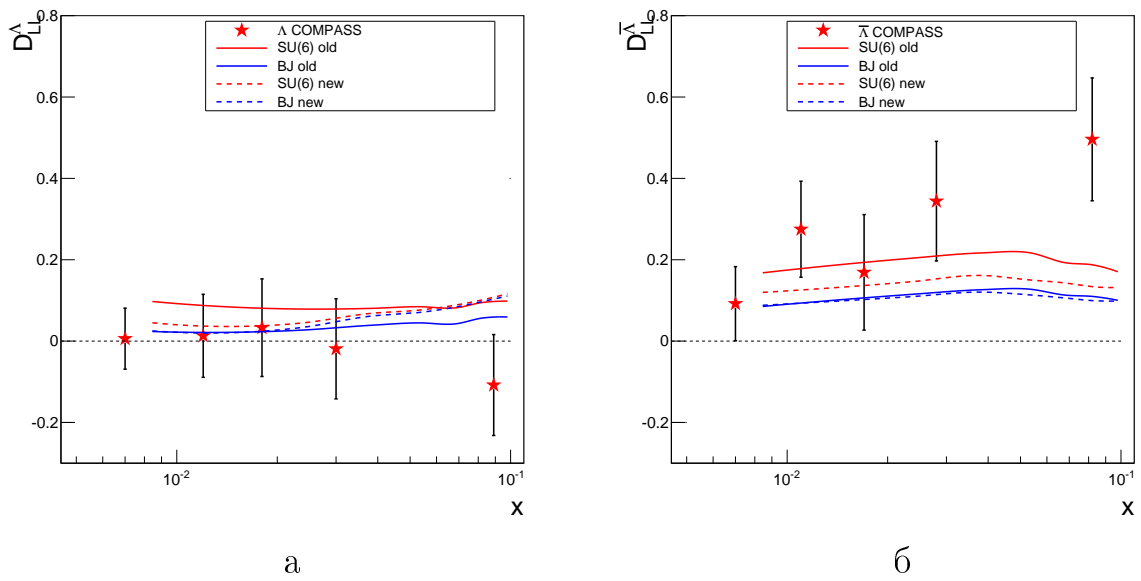 D_LL^Λ
0.8
0.6
0.4
0.2
0
-0.2
Λ COMPASS
SU(6) old
BJ old
SU(6) new
BJ new
10^-2
10^-1
x
а
D_LL^Λ̅
0.8
0.6
0.4
0.2
0
-0.2
Λ̅ COMPASS
SU(6) old
BJ old
SU(6) new
BJ new
10^-2
10^-1
x
б